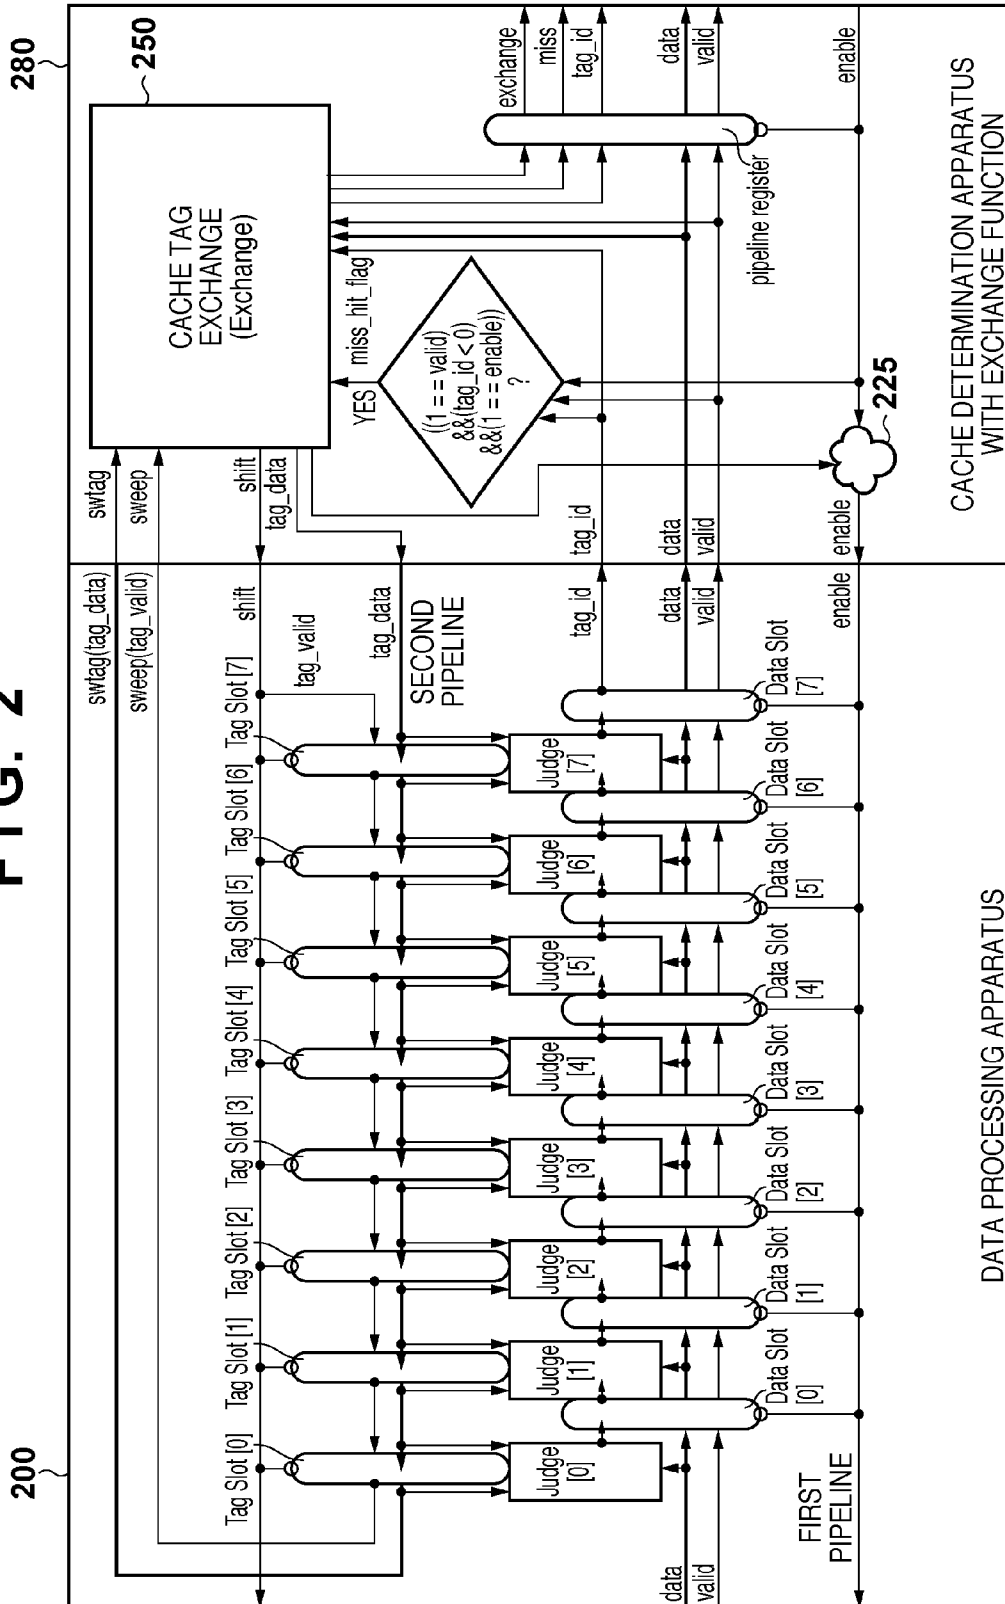 FIG. 2
200
280
250
swtag(tag_data)
sweep(tag_valid)
swtag
sweep
CACHE TAG
EXCHANGE
(Exchange)
shift
tag_data
shift
Tag Slot [0]
Tag Slot [1]
Tag Slot [2]
Tag Slot [3]
Tag Slot [4]
Tag Slot [5]
Tag Slot [6]
Tag Slot [7]
tag_valid
tag_data
SECOND
PIPELINE
YES
miss_hit_flag
((1 = = valid)
&&(tag_id < 0)
&&(1 = = enable))
?
exchange
miss
tag_id
data
valid
enable
pipeline register
Judge
[0]
Judge
[1]
Judge
[2]
Judge
[3]
Judge
[4]
Judge
[5]
Judge
[6]
Judge
[7]
tag_id
tag_id
data
valid
data
valid
data
valid
Data Slot
[0]
Data Slot
[1]
Data Slot
[2]
Data Slot
[3]
Data Slot
[4]
Data Slot
[5]
Data Slot
[6]
Data Slot
[7]
FIRST
PIPELINE
enable
enable
225
DATA PROCESSING APPARATUS
CACHE DETERMINATION APPARATUS
WITH EXCHANGE FUNCTION